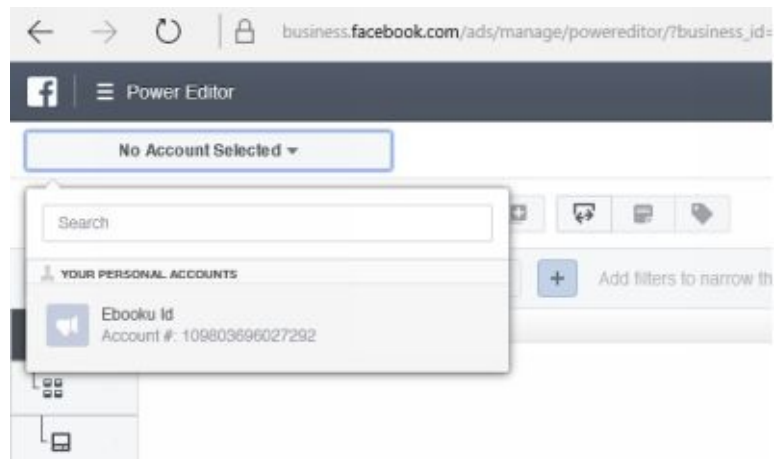 business.facebook.com/ads/manage/powereditor/?business_id=
f Power Editor
No Account Selected
Search
YOUR PERSONAL ACCOUNTS
Add filters to narrow th
Ebooku Id
Account #: 109803696027292